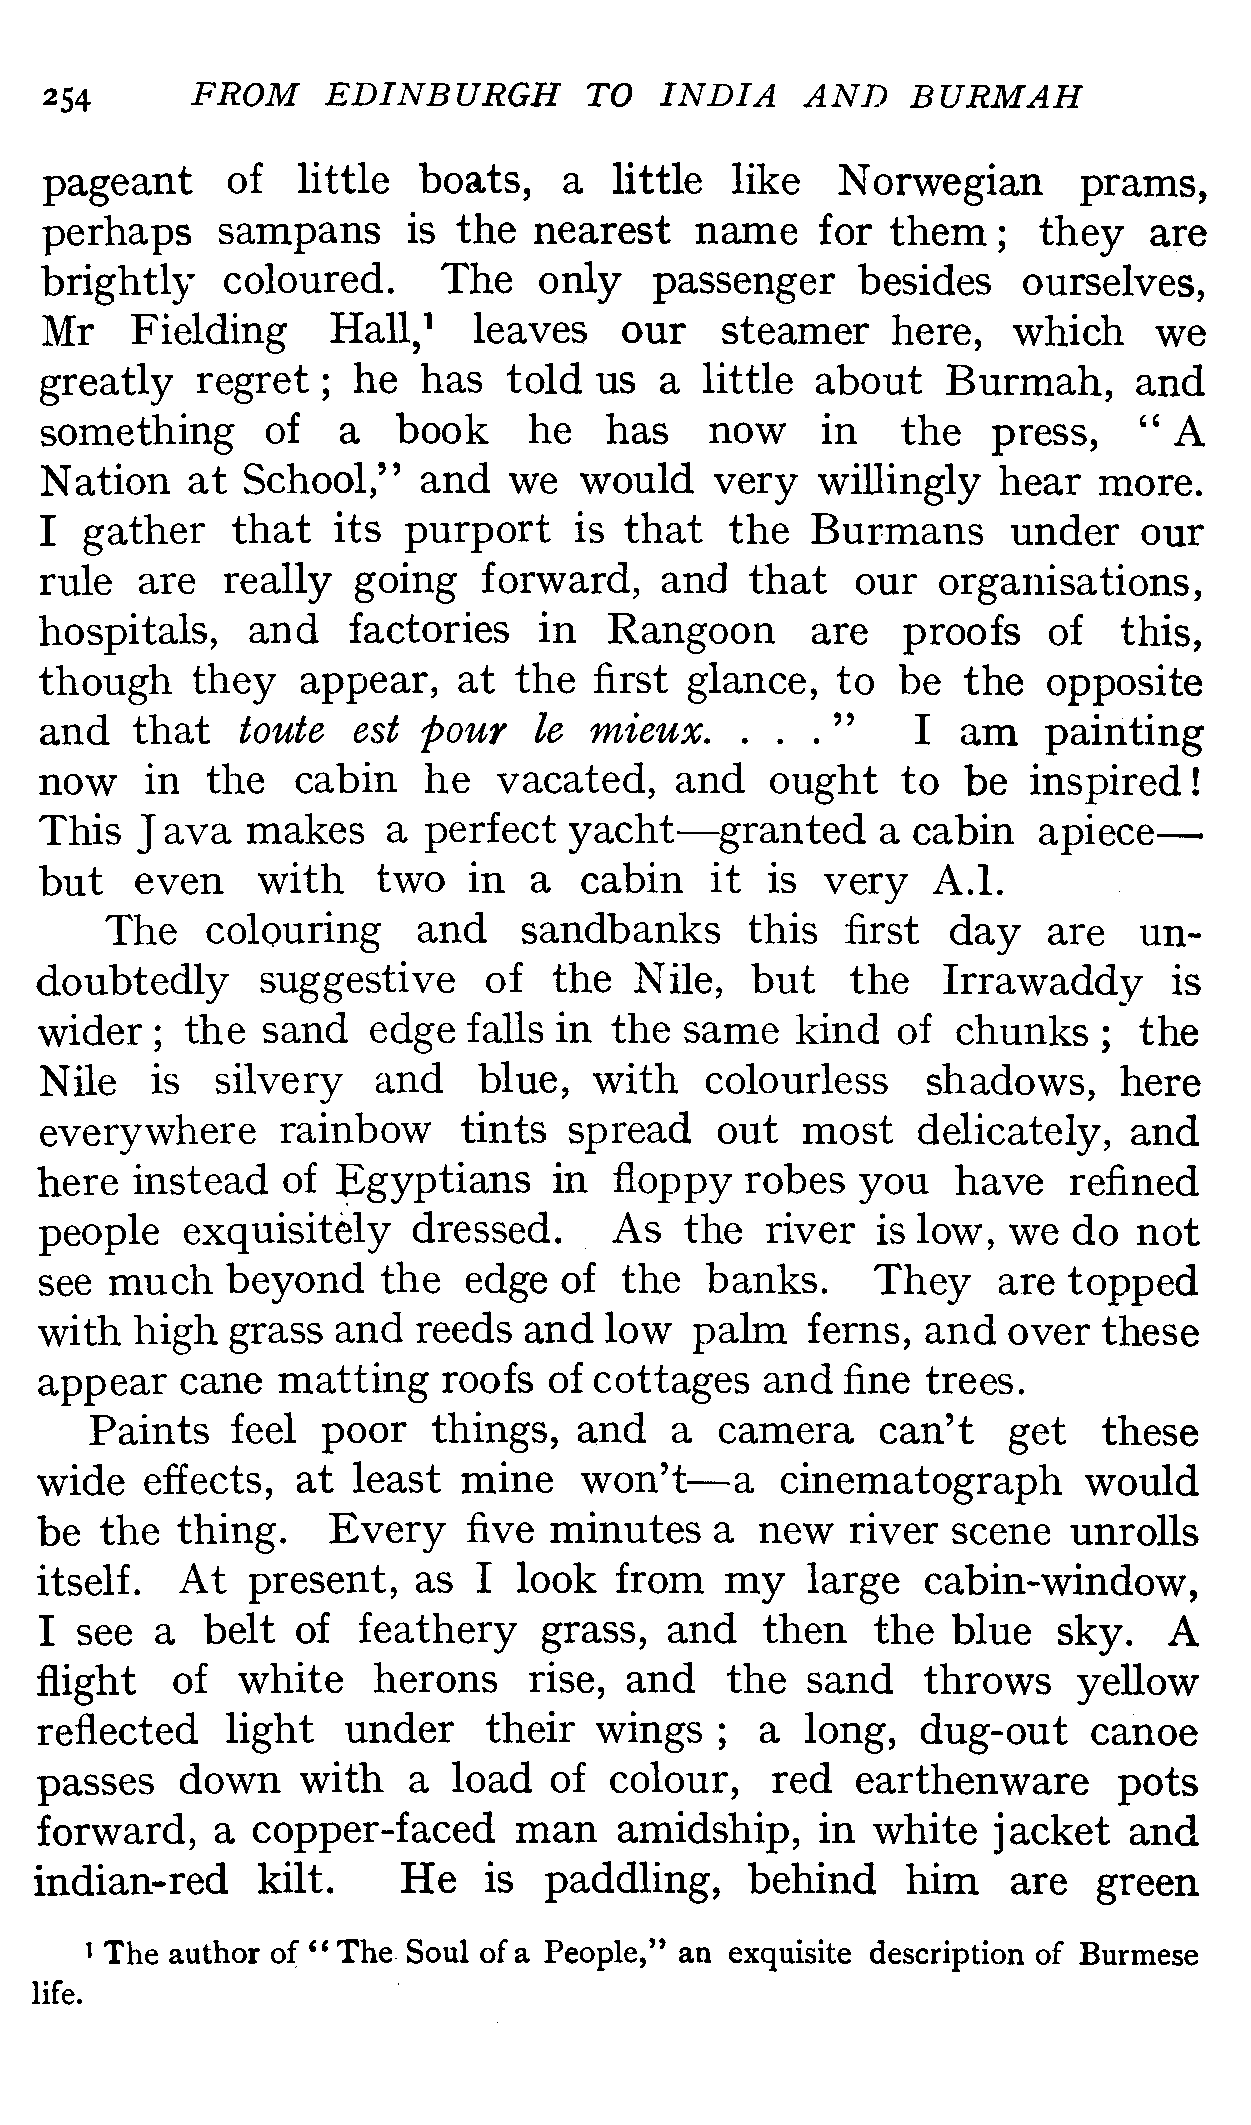 254 FROM EDINBURGH TO INDIA AND BURMAH
pageant of little boats, a little like Norwegian prams,
perhaps sampans is the nearest name for them ; they are
brightly coloured. The only passenger besides ourselves,
Mr Fielding Hall,¹ leaves our steamer here, which we
greatly regret ; he has told us a little about Burmah, and
something of a book he has now in the press, “ A
Nation at School,” and we would very willingly hear more.
I gather that its purport is that the Burmans under our
rule are really going forward, and that our organisations,
hospitals, and factories in Rangoon are proofs of this,
though they appear, at the first glance, to be the opposite
and that toute est pour le mieux. . . .” I am painting
now in the cabin he vacated, and ought to be inspired !
This Java makes a perfect yacht—granted a cabin apiece—
but even with two in a cabin it is very A.1.
The colouring and sandbanks this first day are un-
doubtedly suggestive of the Nile, but the Irrawaddy is
wider ; the sand edge falls in the same kind of chunks ; the
Nile is silvery and blue, with colourless shadows, here
everywhere rainbow tints spread out most delicately, and
here instead of Egyptians in floppy robes you have refined
people exquisitely dressed. As the river is low, we do not
see much beyond the edge of the banks. They are topped
with high grass and reeds and low palm ferns, and over these
appear cane matting roofs of cottages and fine trees.
Paints feel poor things, and a camera can’t get these
wide effects, at least mine won’t—a cinematograph would
be the thing. Every five minutes a new river scene unrolls
itself. At present, as I look from my large cabin-window,
I see a belt of feathery grass, and then the blue sky. A
flight of white herons rise, and the sand throws yellow
reflected light under their wings ; a long, dug-out canoe
passes down with a load of colour, red earthenware pots
forward, a copper-faced man amidship, in white jacket and
indian-red kilt. He is paddling, behind him are green
¹ The author of “ The Soul of a People,” an exquisite description of Burmese
life.